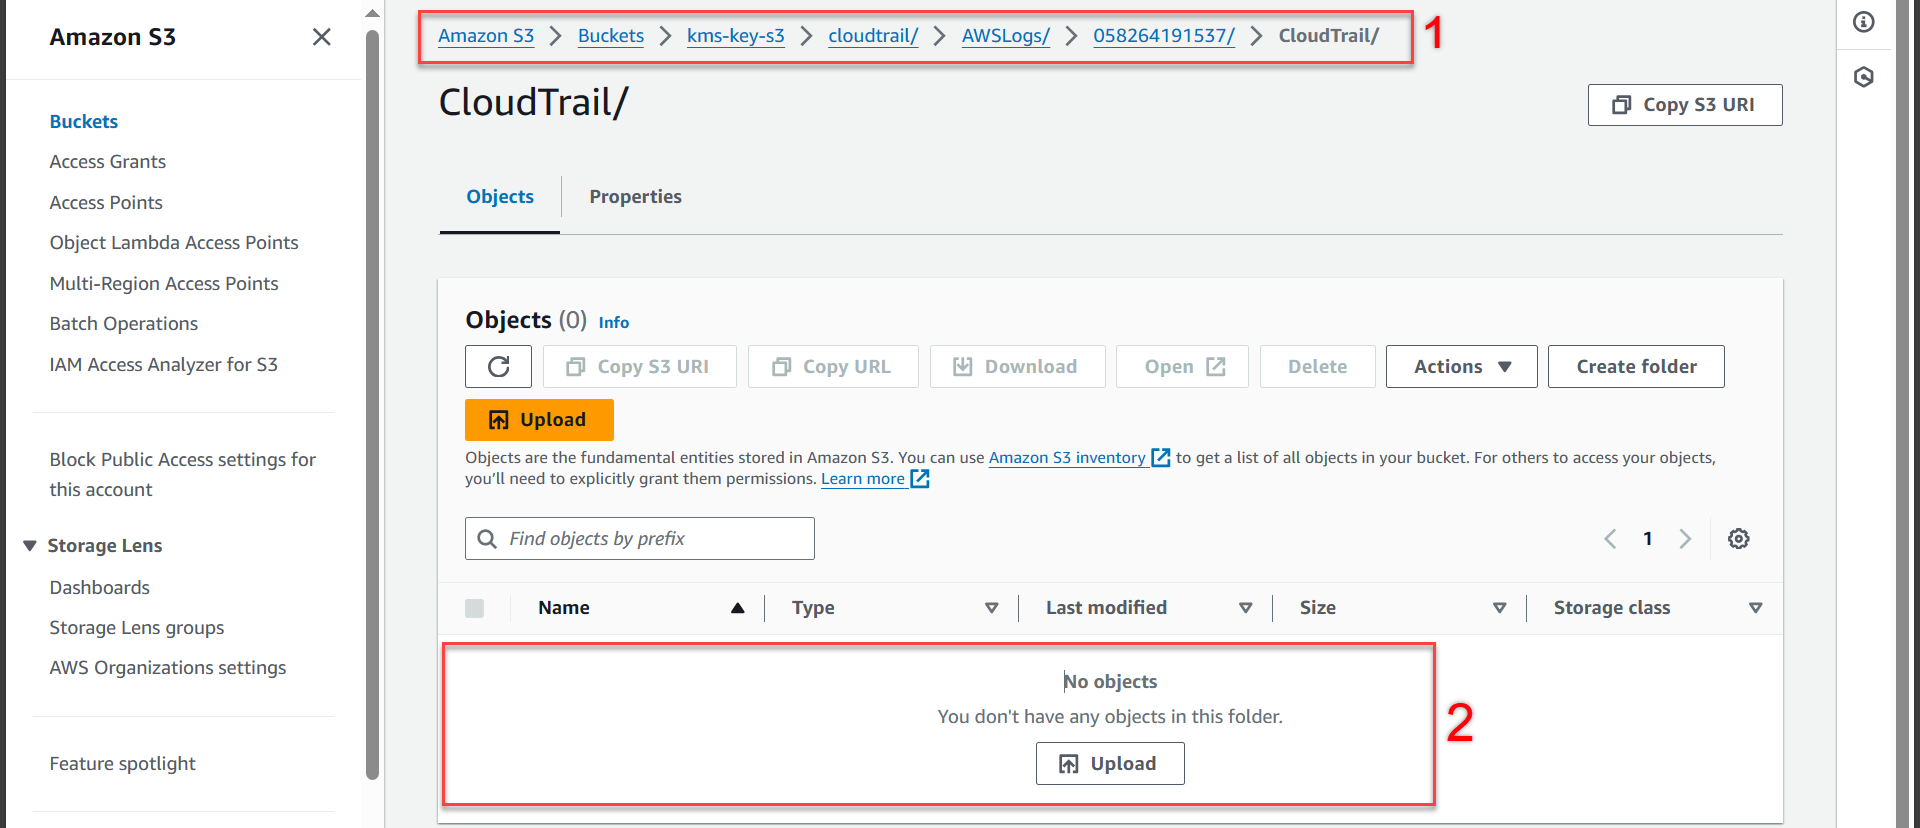 Amazon S3
Buckets
Access Grants
Access Points
Object Lambda Access Points
Multi-Region Access Points
Batch Operations
IAM Access Analyzer for S3
Block Public Access settings for
this account
Storage Lens
Dashboards
Storage Lens groups
AWS Organizations settings
Feature spotlight
Amazon S3 Buckets kms-key-s3 cloudtrail/ AWSLogs/ 058264191537/ CloudTrail/ 1
CloudTrail/
Copy S3 URI
Objects Properties
Objects (0) Info
Copy S3 URI Copy URL Download Open Delete Actions Create folder
Upload
Objects are the fundamental entities stored in Amazon S3. You can use Amazon S3 inventory to get a list of all objects in your bucket. For others to access your objects,
you'll need to explicitly grant them permissions. Learn more
Find objects by prefix 1
Name Type Last modified Size Storage class
No objects
You don't have any objects in this folder.
2
Upload